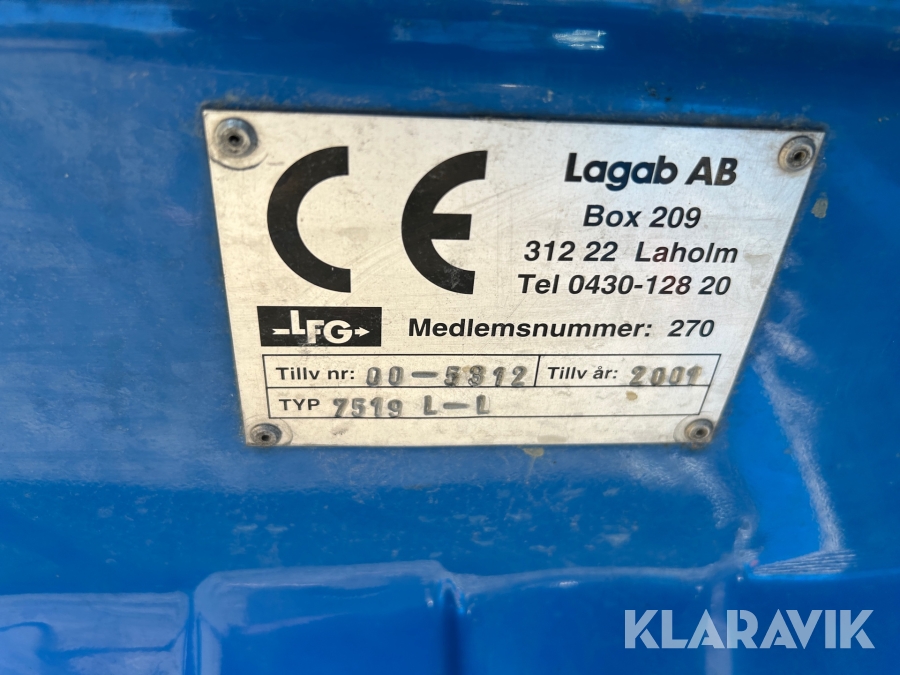 CE
Lagab AB
Box 209
312 22 Laholm
Tel 0430-128 20
LFG
Medlemsnummer: 270
Tillv nr: 00-5312 Tillv år: 2001
TYP 7519 L-L
KLARAVIK